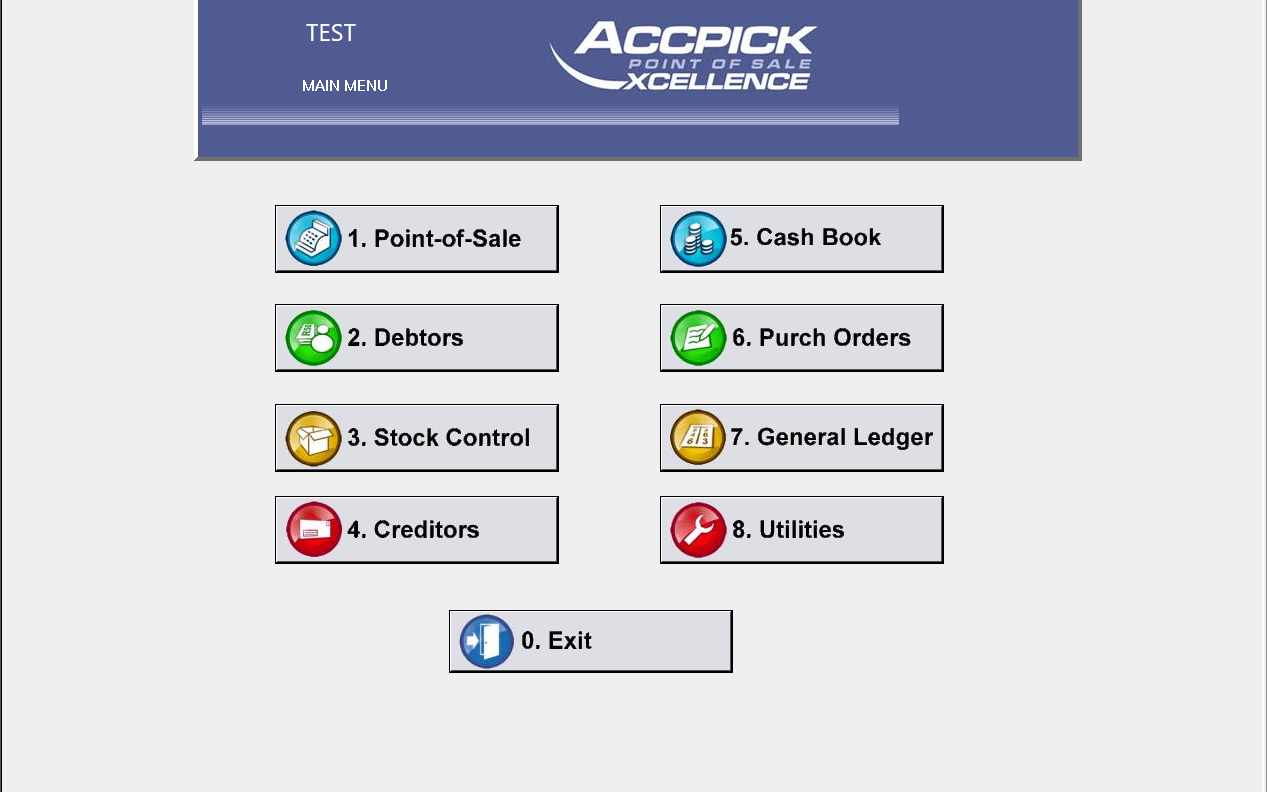 TEST
MAIN MENU
ACCPICK
POINT OF SALE
XCELLENCE
1. Point-of-Sale
2. Debtors
3. Stock Control
4. Creditors
5. Cash Book
6. Purch Orders
7. General Ledger
8. Utilities
0. Exit